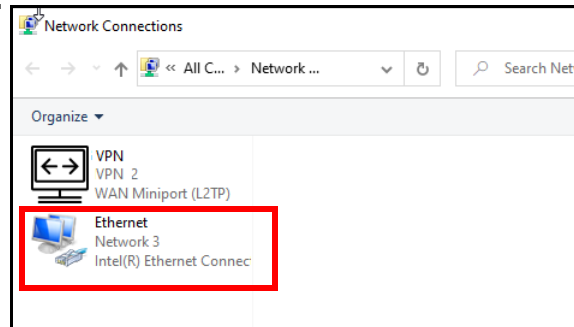 Network Connections
« All C... › Network ...
Search Net
Organize
VPN
VPN 2
WAN Miniport (L2TP)
Ethernet
Network 3
Intel(R) Ethernet Connec